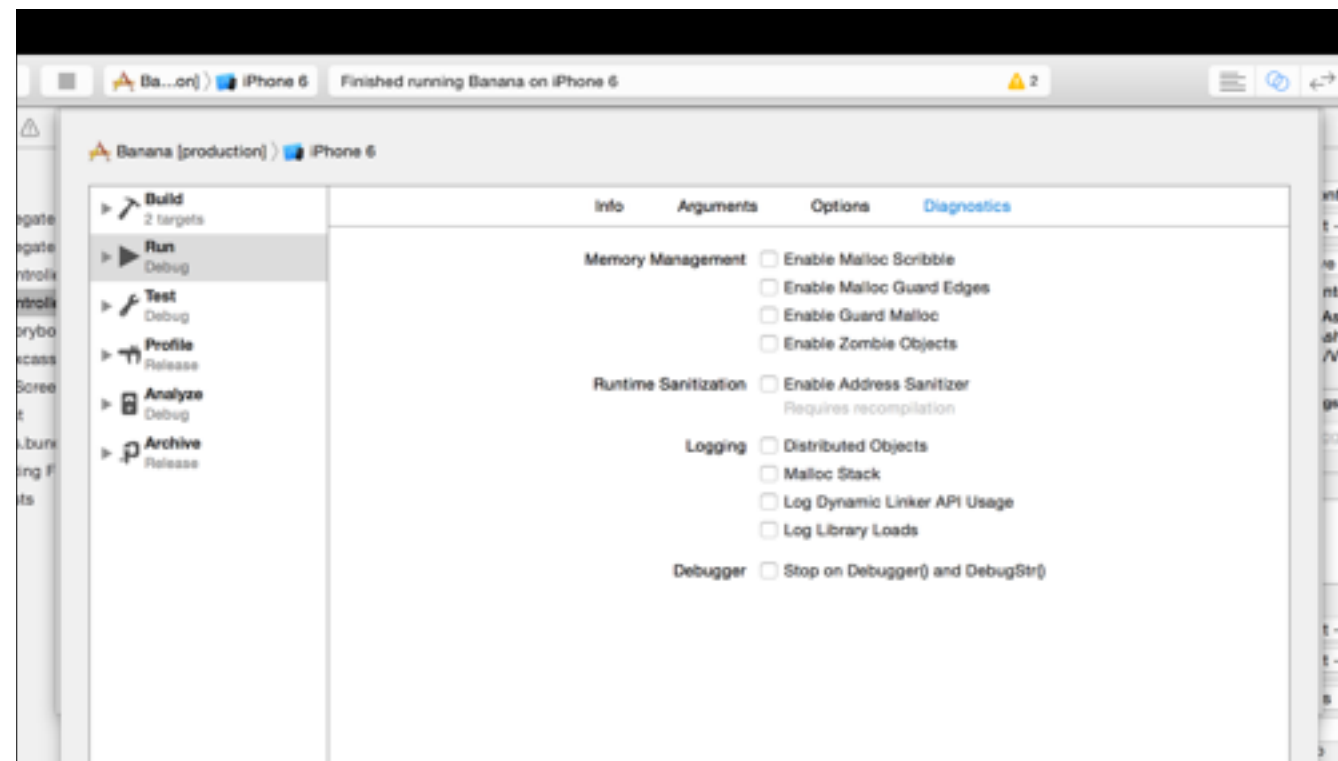 Ba...on) iPhone 6 Finished running Banana on iPhone 6 2
Banana [production] iPhone 6
Build
2 targets
Run
Debug
Test
Debug
Profile
Release
Analyze
Debug
Archive
Release
Info Arguments Options Diagnostics
Memory Management Enable Malloc Scribble
Enable Malloc Guard Edges
Enable Guard Malloc
Enable Zombie Objects
Runtime Sanitization Enable Address Sanitizer
Requires recompilation
Logging Distributed Objects
Malloc Stack
Log Dynamic Linker API Usage
Log Library Loads
Debugger Stop on Debugger() and DebugStr()